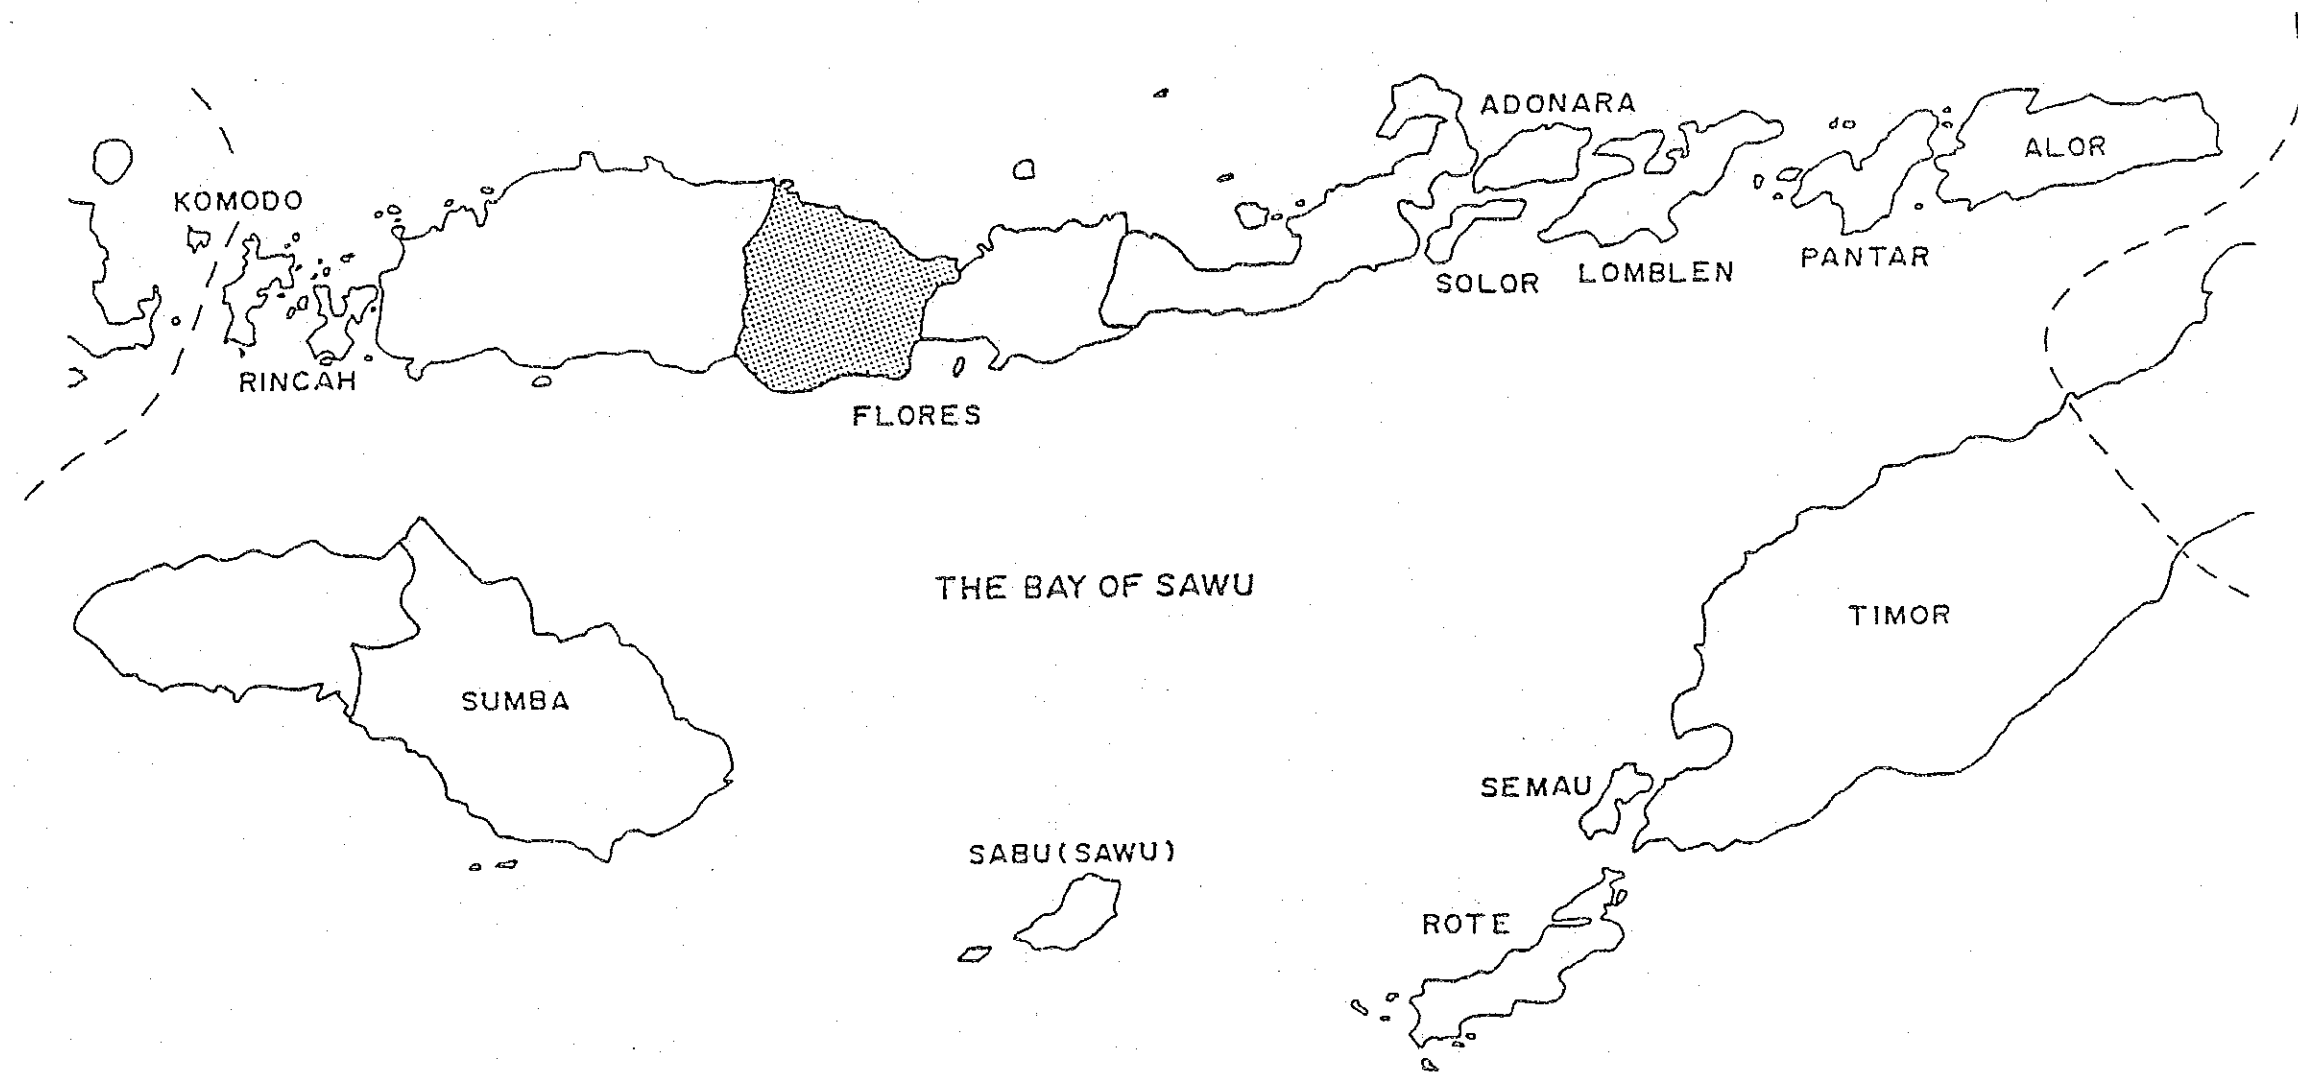 ADONARA
ALOR
KOMODO
PANTAR
LOMBLEN
SOLOR
RINCAH
FLORES
THE BAY OF SAWU
TIMOR
SUMBA
SEMAU
SABU(SAWU)
ROTE